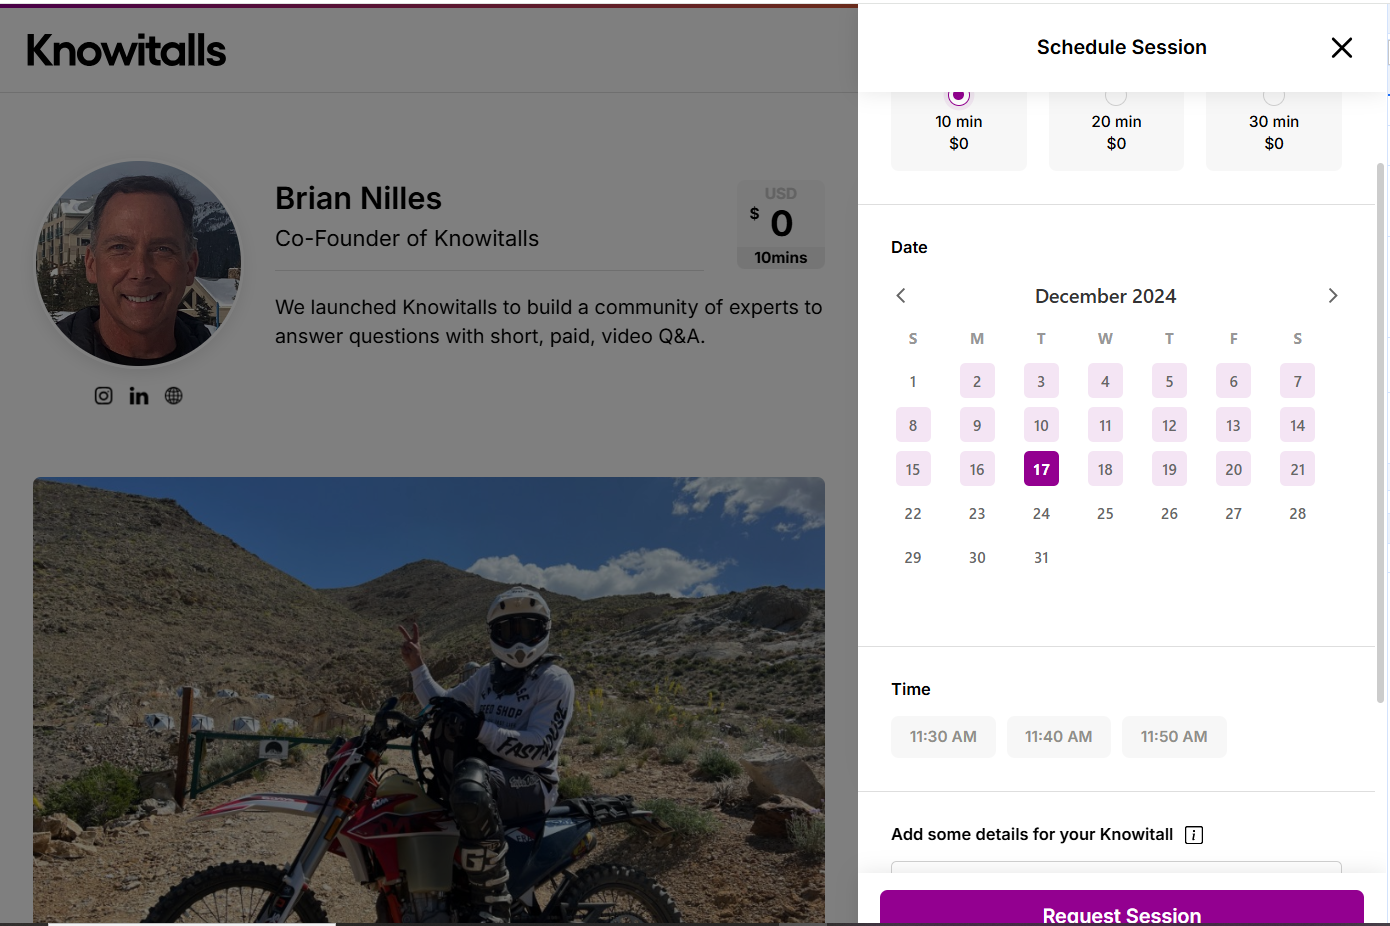 Knowitalls
Brian Nilles
Co-Founder of Knowitalls
USD
$ 0
10mins
We launched Knowitalls to build a community of experts to
answer questions with short, paid, video Q&A.
in
FAST
Schedule Session
10 min
$0
20 min
$0
30 min
$0
Date
December 2024
S M T W T F S
1 2 3 4 5 6 7
8 9 10 11 12 13 14
15 16 17 18 19 20 21
22 23 24 25 26 27 28
29 30 31
Time
11:30 AM 11:40 AM 11:50 AM
Add some details for your Knowitall i
Request Session